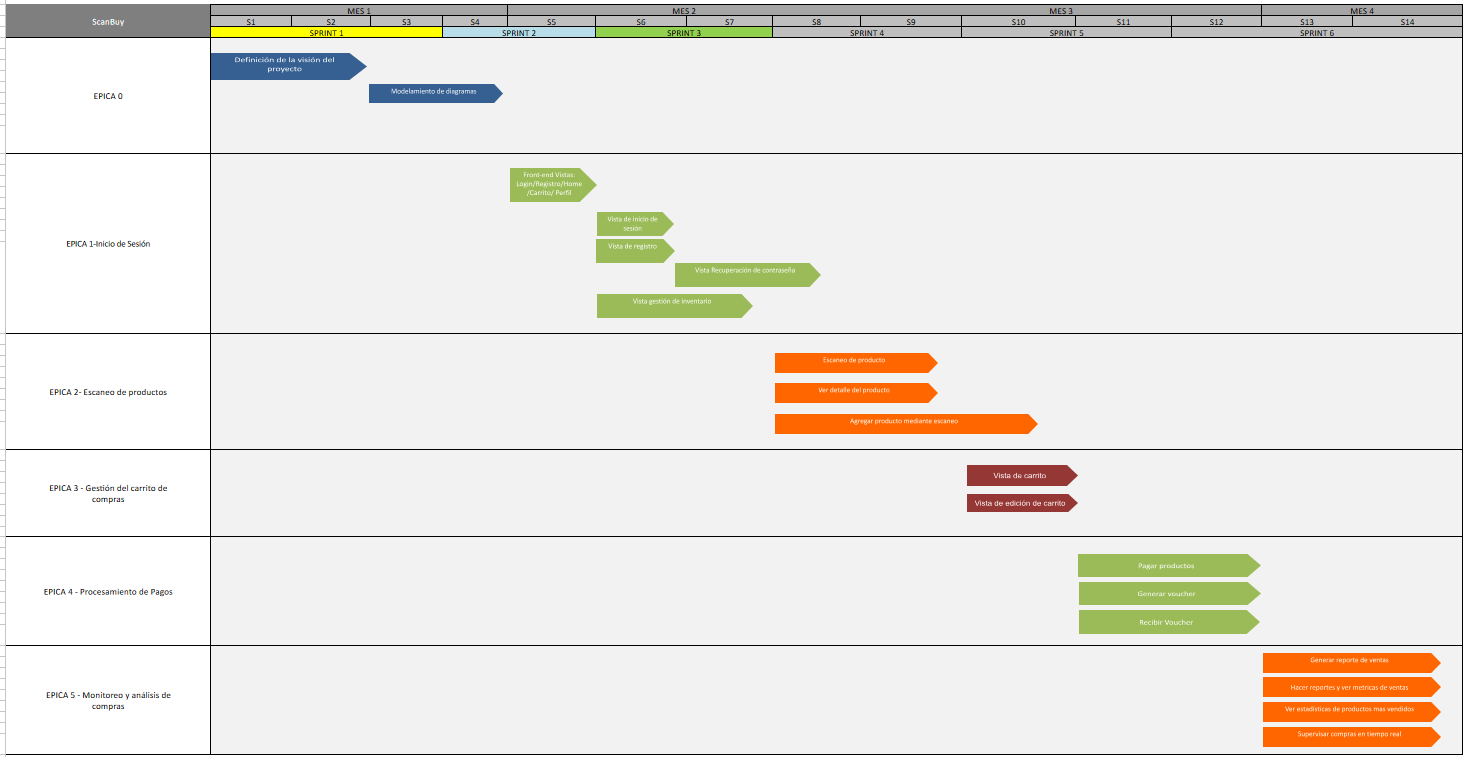 ScanBuy
MES 1 MES 2 MES 3 MES 4
S1 S2 S3 S4 S5 S6 S7 S8 S9 S10 S11 S12 S13 S14
SPRINT 1 SPRINT 2 SPRINT 3 SPRINT 4 SPRINT 5 SPRINT 6
EPICA 0
Definición de la visión del
proyecto
Modelamiento de diagramas
EPICA 1-Inicio de Sesión
Front-end Vistas:
Login/Registro/Home
/Carrito/ Perfil
Vista de inicio de
sesión
Vista de registro
Vista Recuperación de contraseña
Vista gestión de inventario
EPICA 2- Escaneo de productos
Escaneo de producto
Ver detalle del producto
Agregar producto mediante escaneo
EPICA 3 - Gestión del carrito de
compras
Vista de carrito
Vista de edición de carrito
EPICA 4 - Procesamiento de Pagos
Pagar productos
Generar voucher
Recibir Voucher
EPICA 5 - Monitoreo y análisis de
compras
Generar reporte de ventas
Hacer reportes y ver metricas de ventas
Ver estadísticas de productos mas vendidos
Supervisar compras en tiempo real